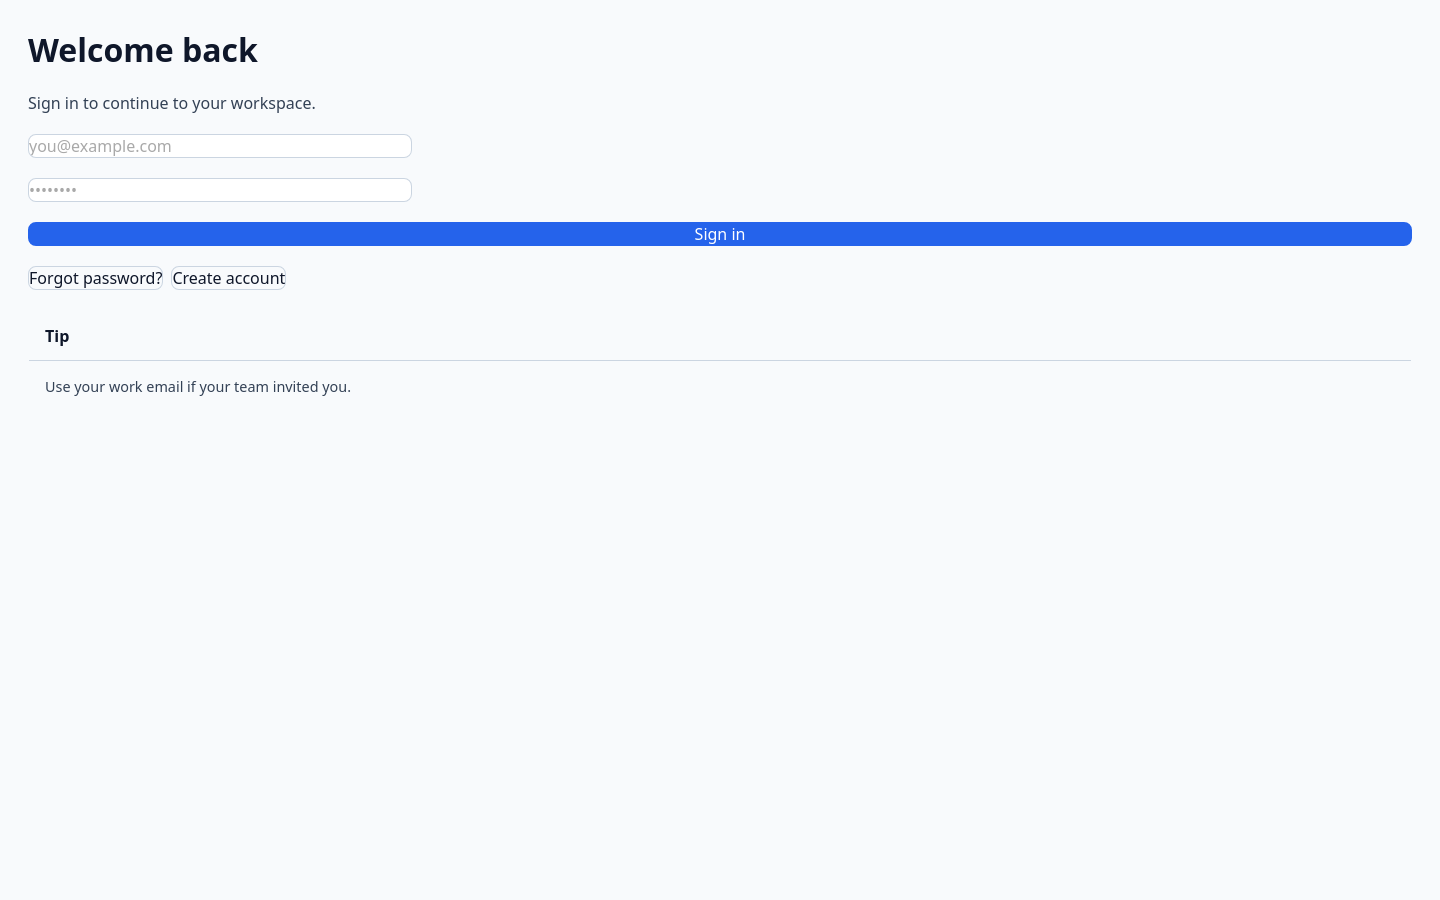 Welcome back
Sign in to continue to your workspace.
you@example.com
••••••••
Sign in
Forgot password? Create account
Tip
Use your work email if your team invited you.